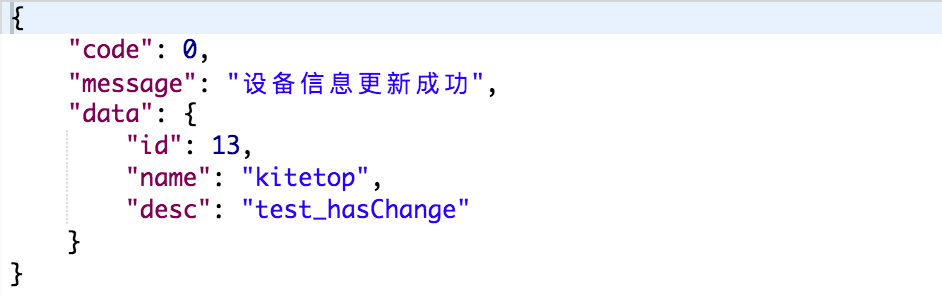 {
    "code": 0,
    "message": "设备信息更新成功",
    "data": {
        "id": 13,
        "name": "kitetop",
        "desc": "test_hasChange"
    }
}